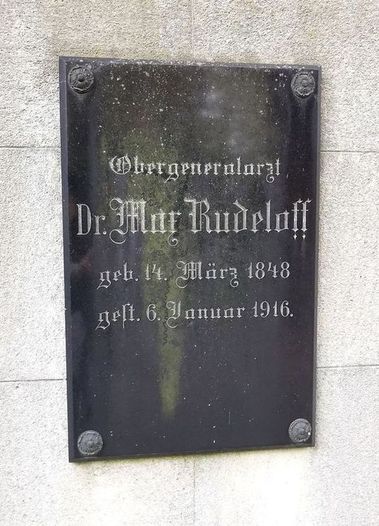 Obergeneralarzt
Dr. Max Rudeloff
geb. 14. März 1848
gest. 6. Januar 1916.